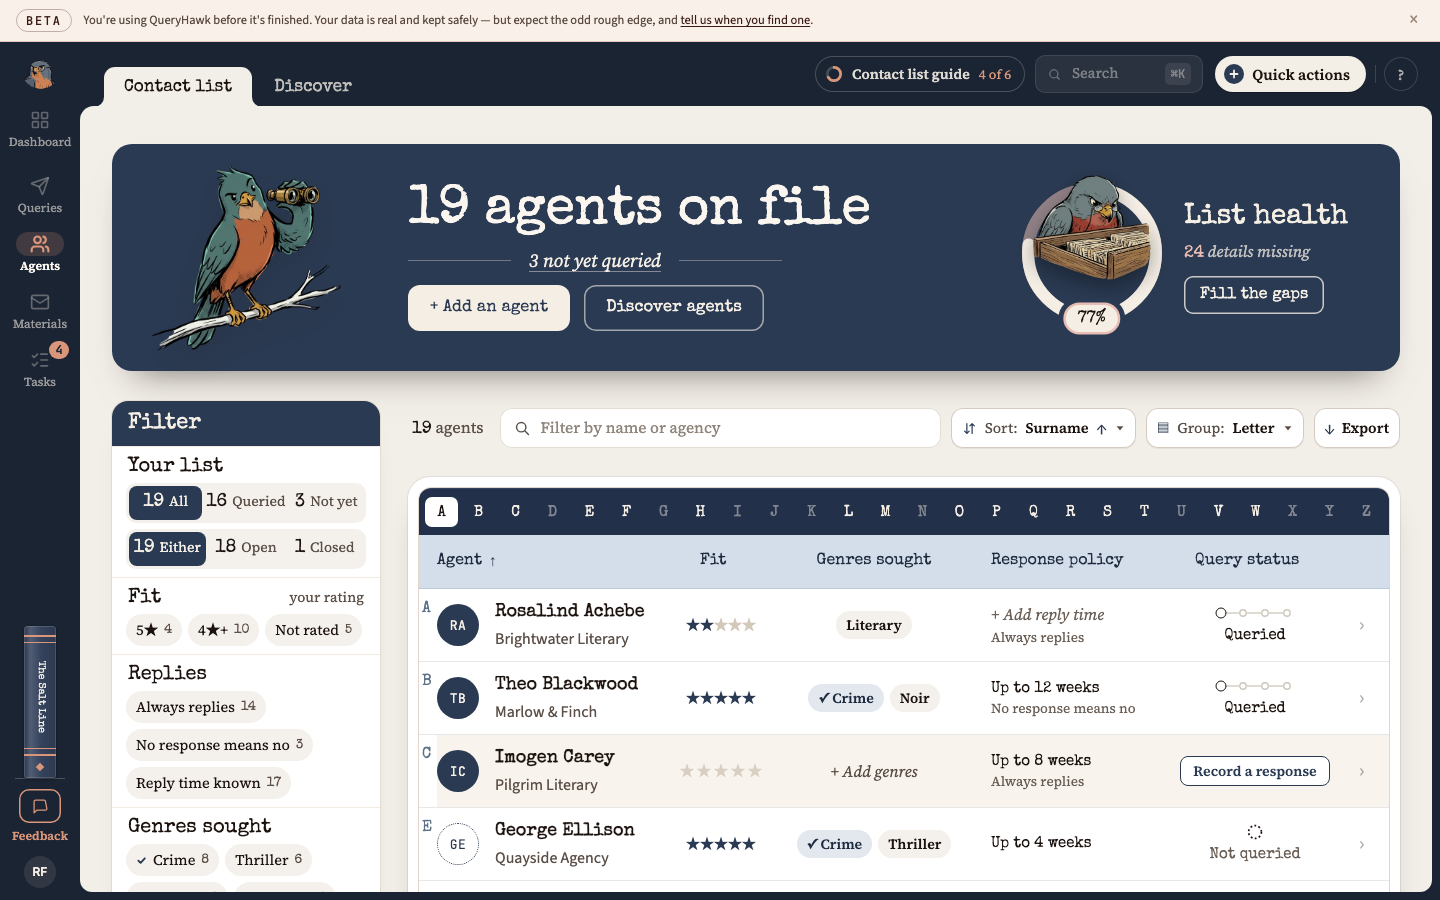 BETA You're using QueryHawk before it's finished. Your data is real and kept safely — but expect the odd rough edge, and tell us when you find one. ×
Contact list Discover
Contact list guide 4 of 6 Search ⌘K + Quick actions ?
Dashboard
Queries
Agents
Materials
4
Tasks
The Salt Line
Feedback
RF
19 agents on file
3 not yet queried
+ Add an agent Discover agents
77%
List health
24 details missing
Fill the gaps
Filter
Your list
19 All 16 Queried 3 Not yet
19 Either 18 Open 1 Closed
Fit your rating
5★ 4 4★+ 10 Not rated 5
Replies
Always replies 14
No response means no 3
Reply time known 17
Genres sought
✓ Crime 8 Thriller 6
19 agents Filter by name or agency Sort: Surname ↑ Group: Letter ↓ Export
A B C D E F G H I J K L M N O P Q R S T U V W X Y Z
Agent ↑ Fit Genres sought Response policy Query status
A
RA Rosalind Achebe ★★★★★ Literary + Add reply time Queried ›
Brightwater Literary Always replies
B
TB Theo Blackwood ★★★★★ ✓Crime Noir Up to 12 weeks Queried ›
Marlow & Finch No response means no
C
IC Imogen Carey ★★★★★ + Add genres Up to 8 weeks Record a response ›
Pilgrim Literary Always replies
E
GE George Ellison ★★★★★ ✓Crime Thriller Up to 4 weeks Not queried ›
Quayside Agency